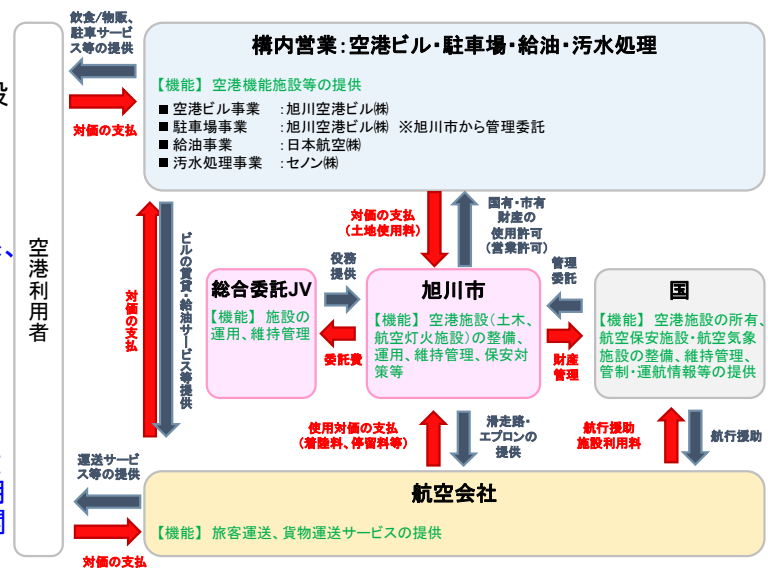 飲食/物販、
駐車サービ
ス等の提供
対価の支払
構内営業：空港ビル・駐車場・給油・汚水処理
【機能】 空港機能施設等の提供
■ 空港ビル事業 ：旭川空港ビル㈱
■ 駐車場事業 ：旭川空港ビル㈱ ※旭川市から管理委託
■ 給油事業 ：日本航空㈱
■ 汚水処理事業 ：セノン㈱
設
、
空港利用者
対価の支払
ビルの賃貸・給油サービス等提供
対価の支払
(土地使用料)
国有・市有
財産の
使用許可
(営業許可)
総合委託JV
【機能】 施設の
運用、維持管理
役務
提供
委託費
旭川市
【機能】 空港施設(土木、
航空灯火施設)の整備、
運用、維持管理、保安対
策等
管理
委託
財産
管理
国
【機能】 空港施設の所有、
航空保安施設・航空気象
施設の整備、維持管理、
管制・運航情報等の提供
使用対価の支払
(着陸料、停留料等)
滑走路・
エプロンの
提供
航行援助
施設利用料
航行援助
運送サービ
ス等の提供
対価の支払
航空会社
【機能】 旅客運送、貨物運送サービスの提供